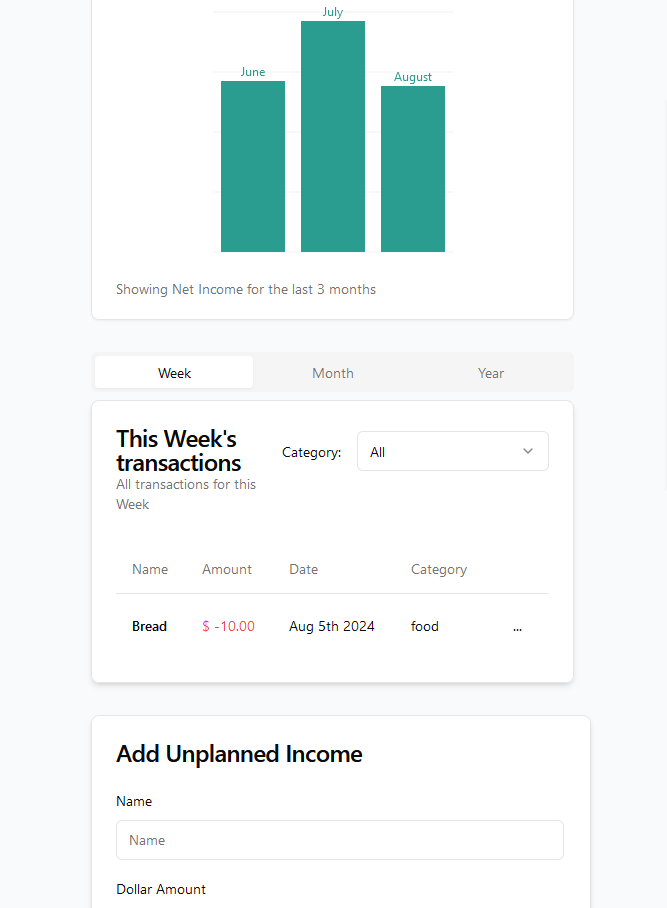 July
June
August
Showing Net Income for the last 3 months
Week Month Year
This Week's
transactions
All transactions for this
Week
Category: All
Name Amount Date Category
Bread $ -10.00 Aug 5th 2024 food ...
Add Unplanned Income
Name
Name
Dollar Amount